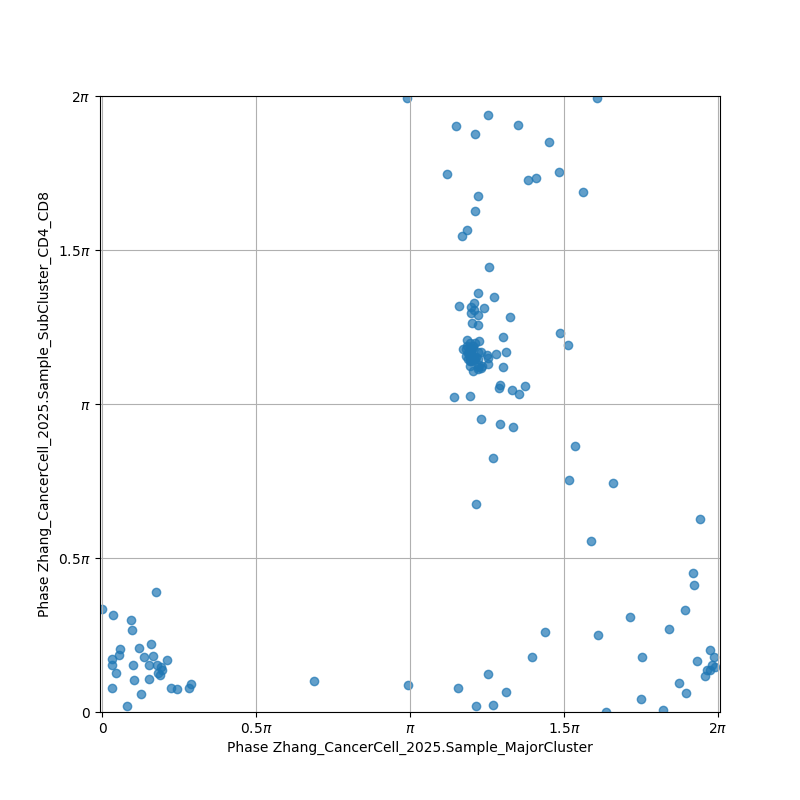 2π
1.5π
π
0.5π
0
Phase Zhang_CancerCell_2025.Sample_SubCluster_CD4_CD8
0 0.5π π 1.5π 2π
Phase Zhang_CancerCell_2025.Sample_MajorCluster